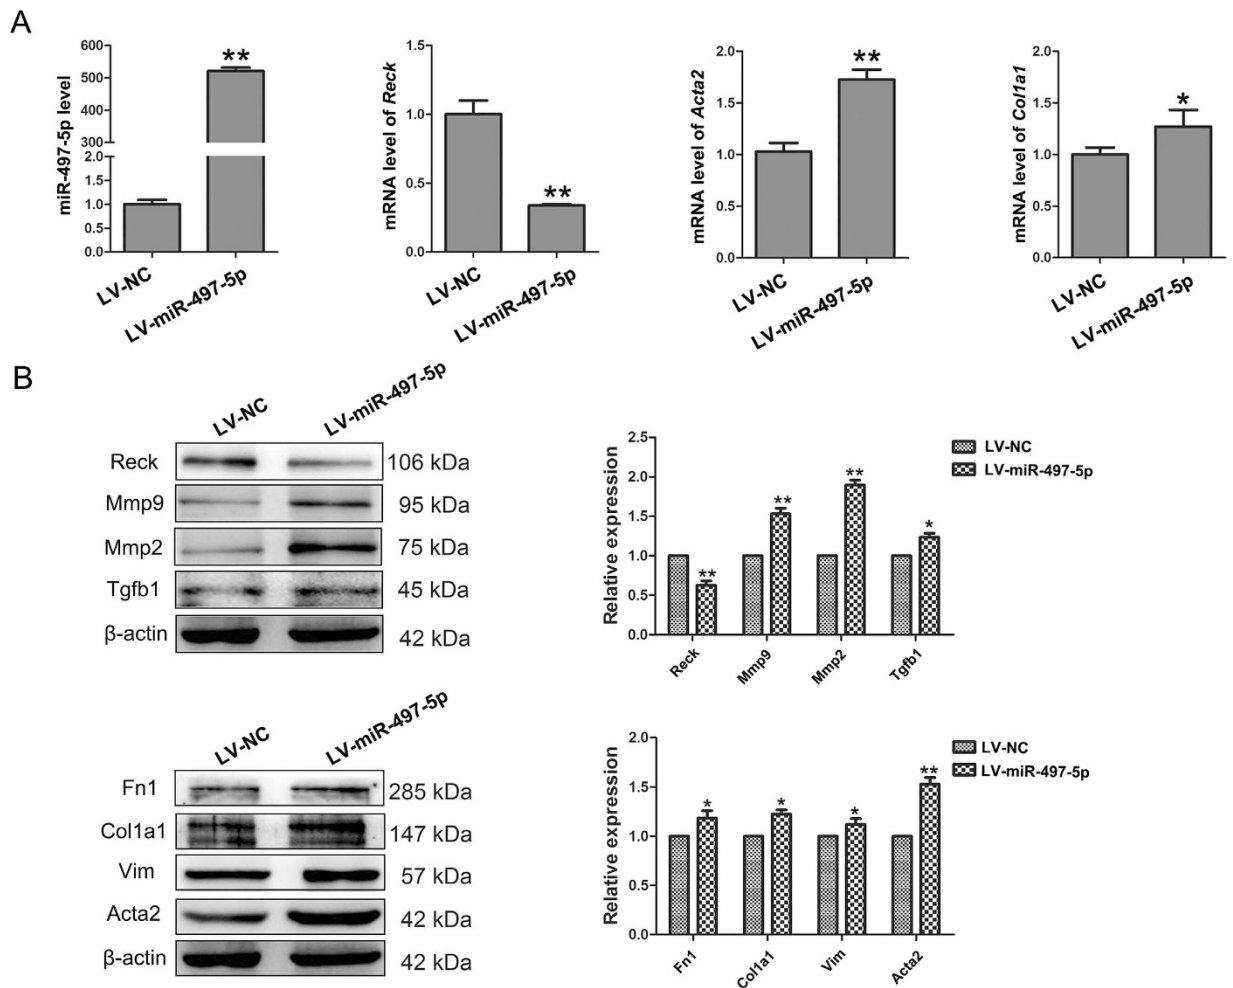 A
miR-497-5p level
600
500
400
300
2.0
1.5
1.0
0.5
0.0
**
LV-NC
LV-miR-497-5p
mRNA level of Reck
1.5
1.0
0.5
0.0
**
LV-NC
LV-miR-497-5p
mRNA level of Acta2
2.0
1.5
1.0
0.5
0.0
**
LV-NC
LV-miR-497-5p
mRNA level of Col1a1
2.0
1.5
1.0
0.5
0.0
*
LV-NC
LV-miR-497-5p
B
LV-NC
LV-miR-497-5p
Reck 106 kDa
Mmp9 95 kDa
Mmp2 75 kDa
Tgfb1 45 kDa
β-actin 42 kDa
Relative expression
2.5
2.0
1.5
1.0
0.5
0.0
** ** ** *
Reck Mmp9 Mmp2 Tgfb1
LV-NC
LV-miR-497-5p
LV-NC
LV-miR-497-5p
Fn1 285 kDa
Col1a1 147 kDa
Vim 57 kDa
Acta2 42 kDa
β-actin 42 kDa
Relative expression
2.0
1.5
1.0
0.5
0.0
* * * **
Fn1 Col1a1 Vim Acta2
LV-NC
LV-miR-497-5p